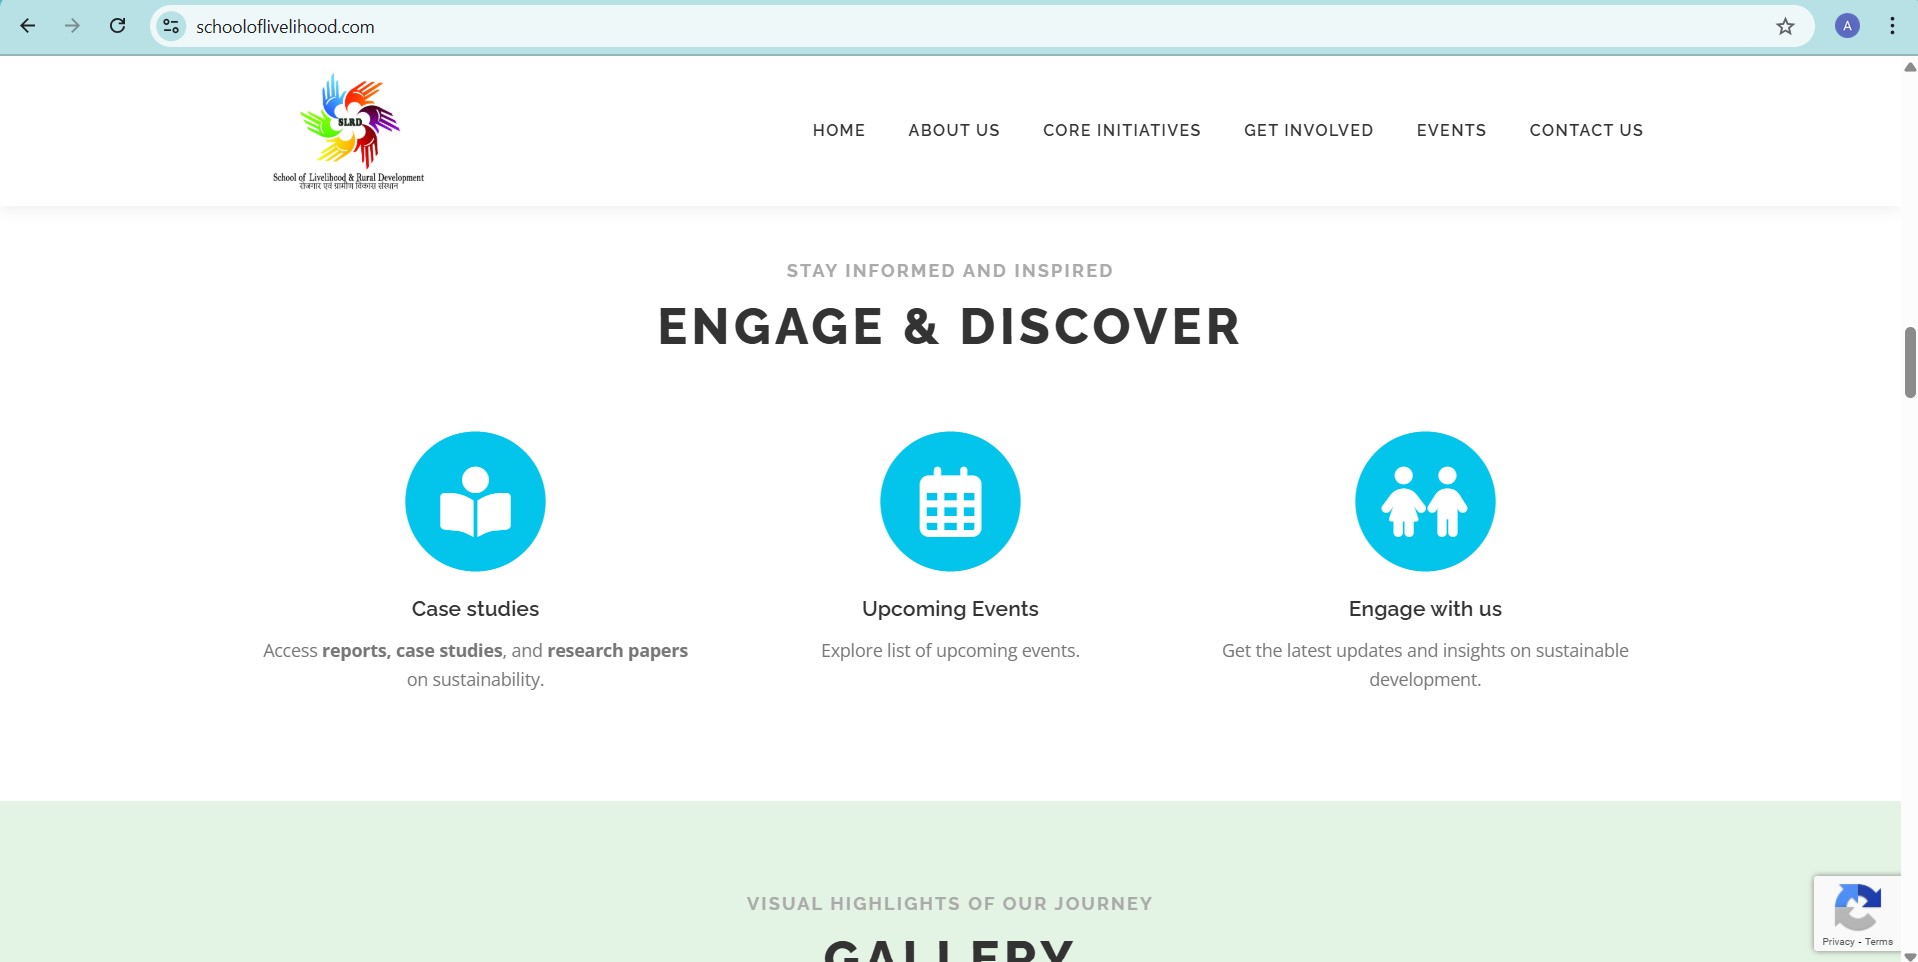 schooloflivelihood.com
A
SLRD
School of Livelihood & Rural Development
रोजगार एवं ग्रामीण विकास संस्थान
HOME
ABOUT US
CORE INITIATIVES
GET INVOLVED
EVENTS
CONTACT US
STAY INFORMED AND INSPIRED
ENGAGE & DISCOVER
Case studies
Access reports, case studies, and research papers
on sustainability.
Upcoming Events
Explore list of upcoming events.
Engage with us
Get the latest updates and insights on sustainable
development.
VISUAL HIGHLIGHTS OF OUR JOURNEY
GALLERY
Privacy - Terms